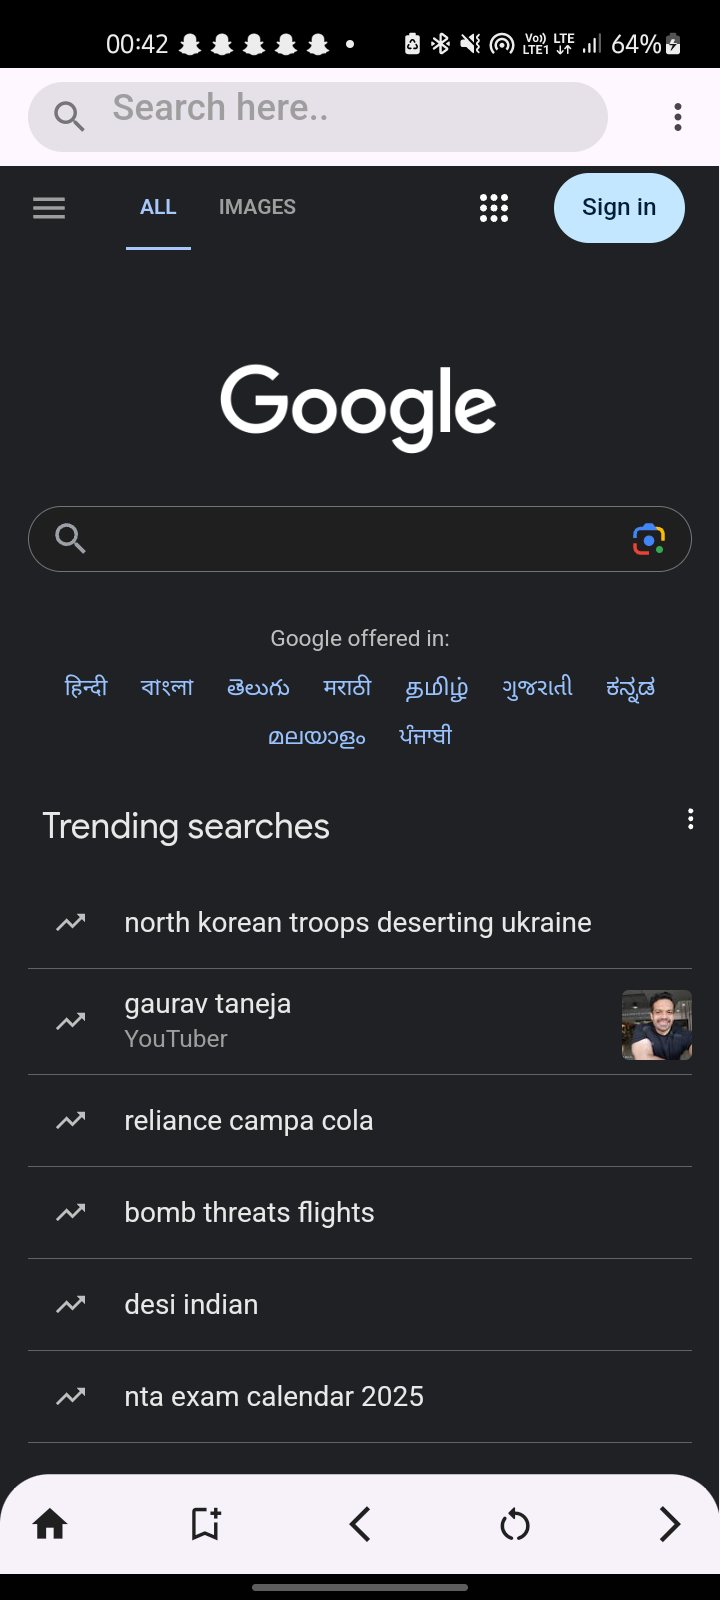 00:42 Vo)) LTE1 LTE 64%
Search here..
ALL IMAGES Sign in
Google
Google offered in:
हिन्दी বাংলা తెలుగు मराठी தமிழ் ગુજરાતી ಕನ್ನಡ
മലയാളം ਪੰਜਾਬੀ
Trending searches
north korean troops deserting ukraine
gaurav taneja
YouTuber
reliance campa cola
bomb threats flights
desi indian
nta exam calendar 2025